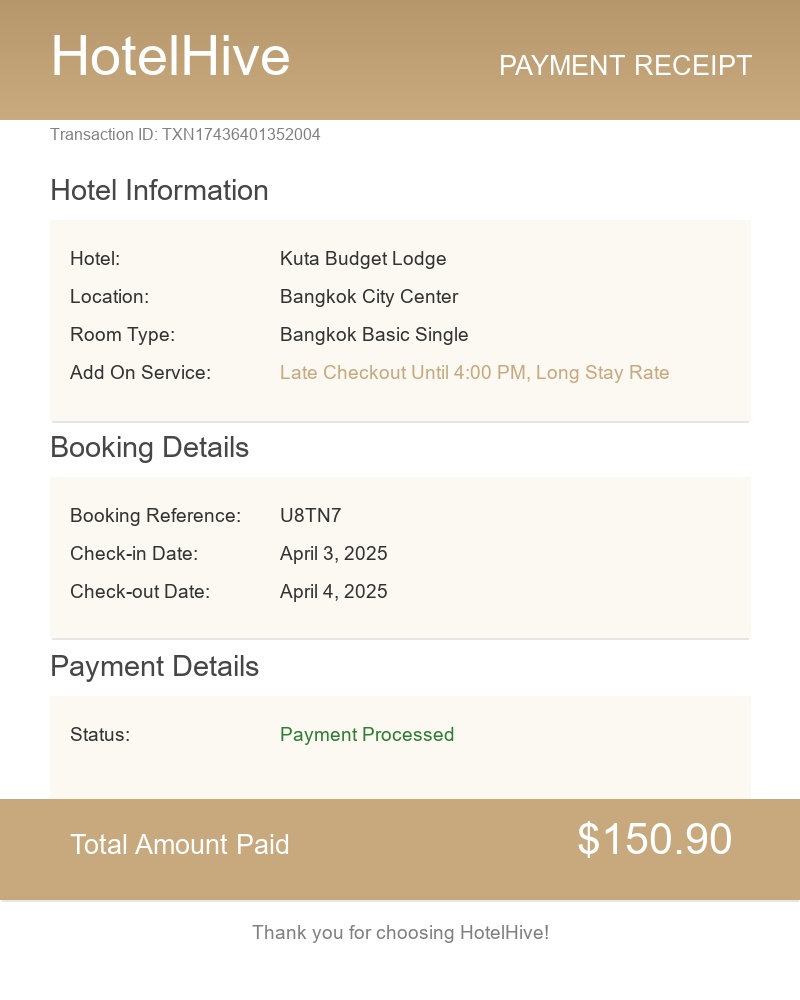 HotelHive
PAYMENT RECEIPT
Transaction ID: TXN17436401352004
Hotel Information
Hotel: Kuta Budget Lodge
Location: Bangkok City Center
Room Type: Bangkok Basic Single
Add On Service: Late Checkout Until 4:00 PM, Long Stay Rate
Booking Details
Booking Reference: U8TN7
Check-in Date: April 3, 2025
Check-out Date: April 4, 2025
Payment Details
Status: Payment Processed
Total Amount Paid $150.90
Thank you for choosing HotelHive!